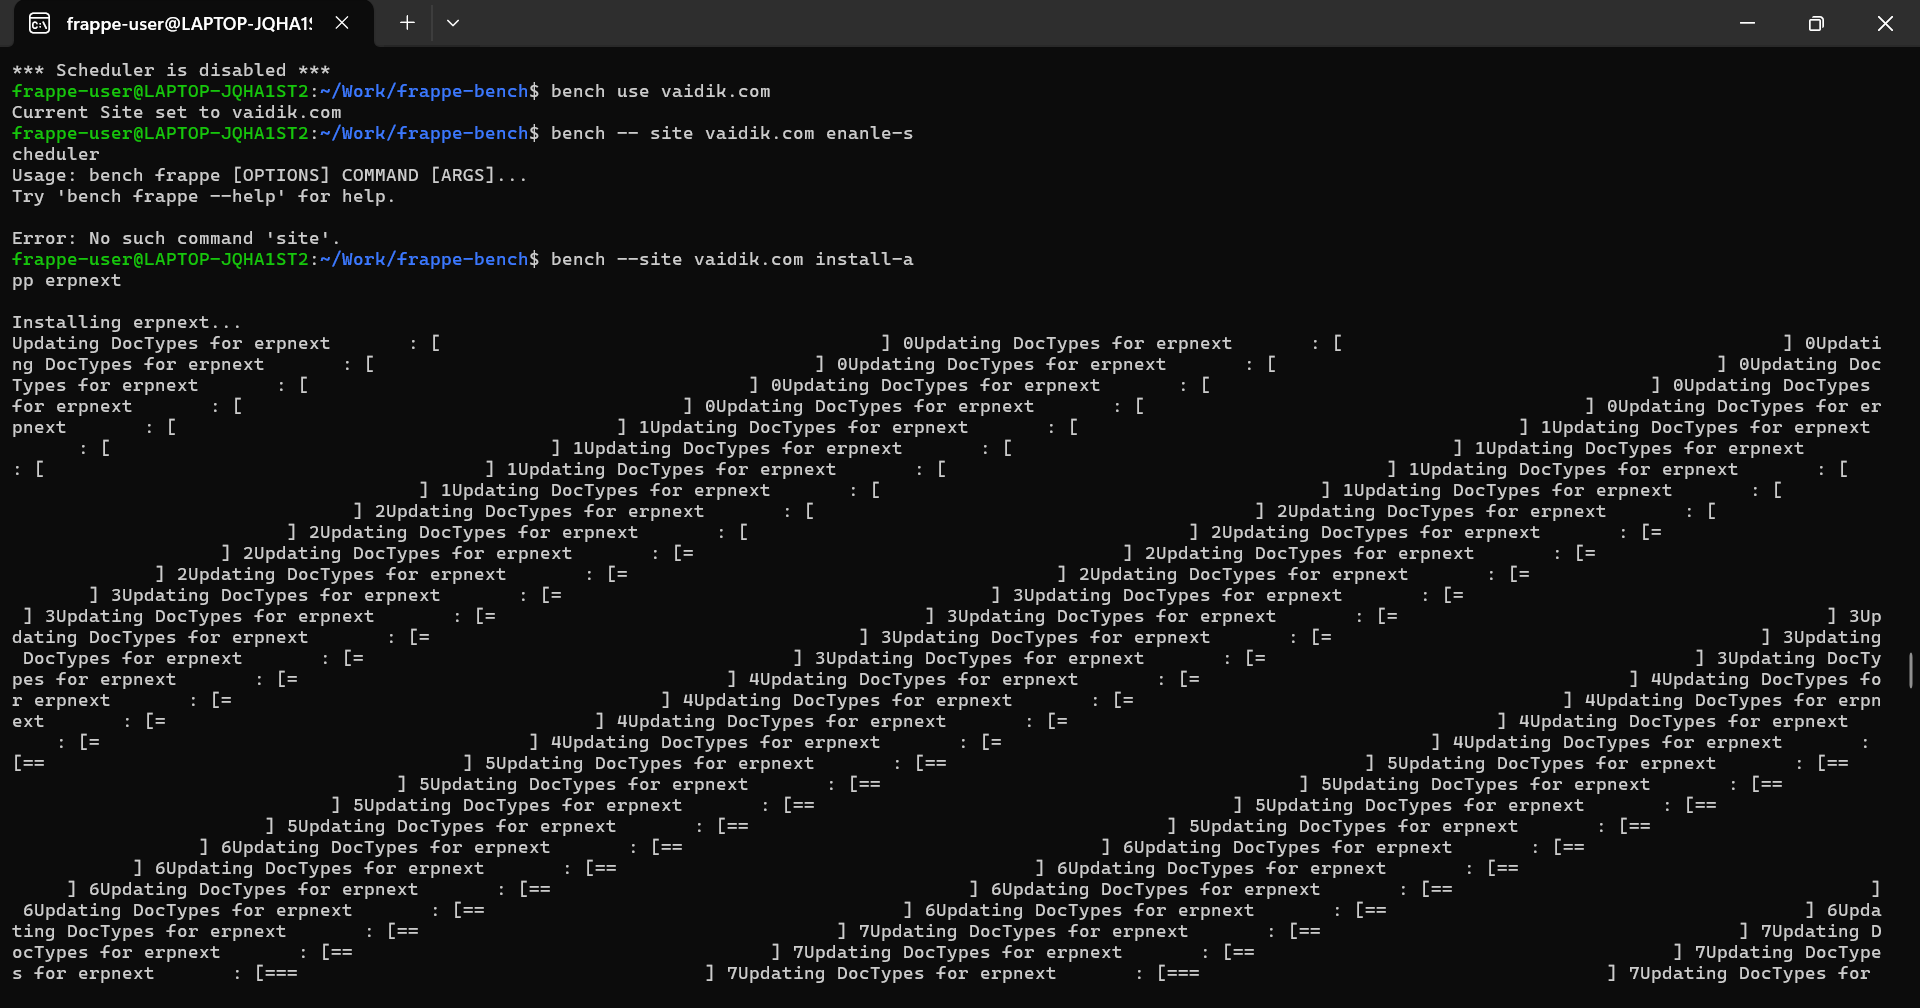 frappe-user@LAPTOP-JQHA1S
*** Scheduler is disabled ***
frappe-user@LAPTOP-JQHA1ST2:~/Work/frappe-bench$ bench use vaidik.com
Current Site set to vaidik.com
frappe-user@LAPTOP-JQHA1ST2:~/Work/frappe-bench$ bench -- site vaidik.com enanle-s
cheduler
Usage: bench frappe [OPTIONS] COMMAND [ARGS]...
Try 'bench frappe --help' for help.
Error: No such command 'site'.
frappe-user@LAPTOP-JQHA1ST2:~/Work/frappe-bench$ bench --site vaidik.com install-a
pp erpnext
Installing erpnext...
Updating DocTypes for erpnext : [ ] 0Updating DocTypes for erpnext : [ ] 0Updati
ng DocTypes for erpnext : [ ] 0Updating DocTypes for erpnext : [ ] 0Updating Doc
Types for erpnext : [ ] 0Updating DocTypes for erpnext : [ ] 0Updating DocTypes
for erpnext : [ ] 0Updating DocTypes for erpnext : [ ] 0Updating DocTypes for er
pnext : [ ] 1Updating DocTypes for erpnext : [ ] 1Updating DocTypes for erpnext
: [ ] 1Updating DocTypes for erpnext : [ ] 1Updating DocTypes for erpnext
: [ ] 1Updating DocTypes for erpnext : [ ] 1Updating DocTypes for erpnext : [
] 1Updating DocTypes for erpnext : [ ] 1Updating DocTypes for erpnext : [
] 2Updating DocTypes for erpnext : [ ] 2Updating DocTypes for erpnext : [
] 2Updating DocTypes for erpnext : [ ] 2Updating DocTypes for erpnext : [=
] 2Updating DocTypes for erpnext : [= ] 2Updating DocTypes for erpnext : [=
] 2Updating DocTypes for erpnext : [= ] 2Updating DocTypes for erpnext : [=
] 3Updating DocTypes for erpnext : [= ] 3Updating DocTypes for erpnext : [=
] 3Updating DocTypes for erpnext : [= ] 3Updating DocTypes for erpnext : [= ] 3Up
dating DocTypes for erpnext : [= ] 3Updating DocTypes for erpnext : [= ] 3Updating
DocTypes for erpnext : [= ] 3Updating DocTypes for erpnext : [= ] 3Updating DocTy
pes for erpnext : [= ] 4Updating DocTypes for erpnext : [= ] 4Updating DocTypes fo
r erpnext : [= ] 4Updating DocTypes for erpnext : [= ] 4Updating DocTypes for erpn
ext : [= ] 4Updating DocTypes for erpnext : [= ] 4Updating DocTypes for erpnext
: [= ] 4Updating DocTypes for erpnext : [= ] 4Updating DocTypes for erpnext :
[== ] 5Updating DocTypes for erpnext : [== ] 5Updating DocTypes for erpnext : [==
] 5Updating DocTypes for erpnext : [== ] 5Updating DocTypes for erpnext : [==
] 5Updating DocTypes for erpnext : [== ] 5Updating DocTypes for erpnext : [==
] 5Updating DocTypes for erpnext : [== ] 5Updating DocTypes for erpnext : [==
] 6Updating DocTypes for erpnext : [== ] 6Updating DocTypes for erpnext : [==
] 6Updating DocTypes for erpnext : [== ] 6Updating DocTypes for erpnext : [==
] 6Updating DocTypes for erpnext : [== ] 6Updating DocTypes for erpnext : [== ]
6Updating DocTypes for erpnext : [== ] 6Updating DocTypes for erpnext : [== ] 6Upda
ting DocTypes for erpnext : [== ] 7Updating DocTypes for erpnext : [== ] 7Updating D
ocTypes for erpnext : [== ] 7Updating DocTypes for erpnext : [== ] 7Updating DocType
s for erpnext : [=== ] 7Updating DocTypes for erpnext : [=== ] 7Updating DocTypes for